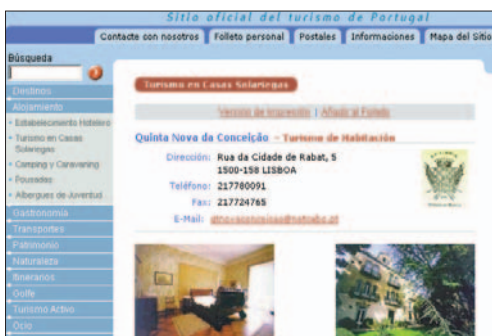 Sitio oficial del turismo de Portugal
Contacte con nosotros Folleto personal Postales Informaciones Mapa del Sitio
Búsqueda
Destinos
Alojamiento
Establecimiento Hotelero
Turismo en Casas
Solariegas
Camping y Caravaning
Pousadas
Albergues de Juventud
Gastronomía
Transportes
Patrimonio
Naturaleza
Itinerarios
Golfe
Turismo Activo
Ocio
Turismo en Casas Solariegas
Versión de Impresión | Añadir al Folleto
Quinta Nova da Conceição - Turismo de Habitación
Dirección: Rua da Cidade de Rabat, 5
1500-158 LISBOA
Teléfono: 217780091
Fax: 217724765
E-Mail: